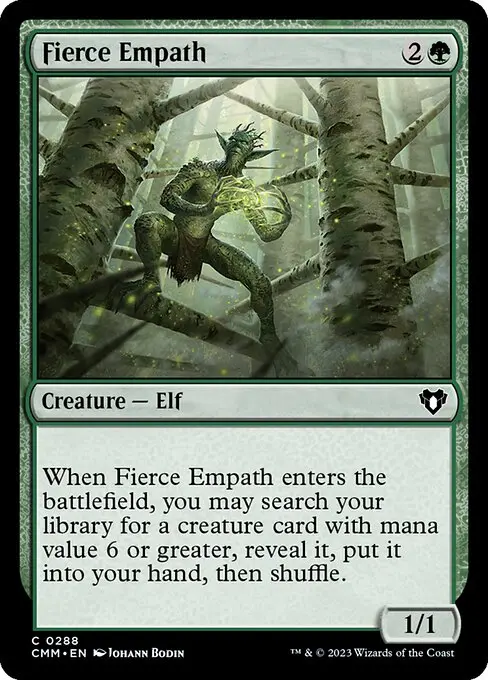 Fierce Empath 2
Creature — Elf
When Fierce Empath enters the
battlefield, you may search your
library for a creature card with mana
value 6 or greater, reveal it, put it
into your hand, then shuffle.
1/1
C 0288
CMM • EN Johann Bodin ™ & © 2023 Wizards of the Coast